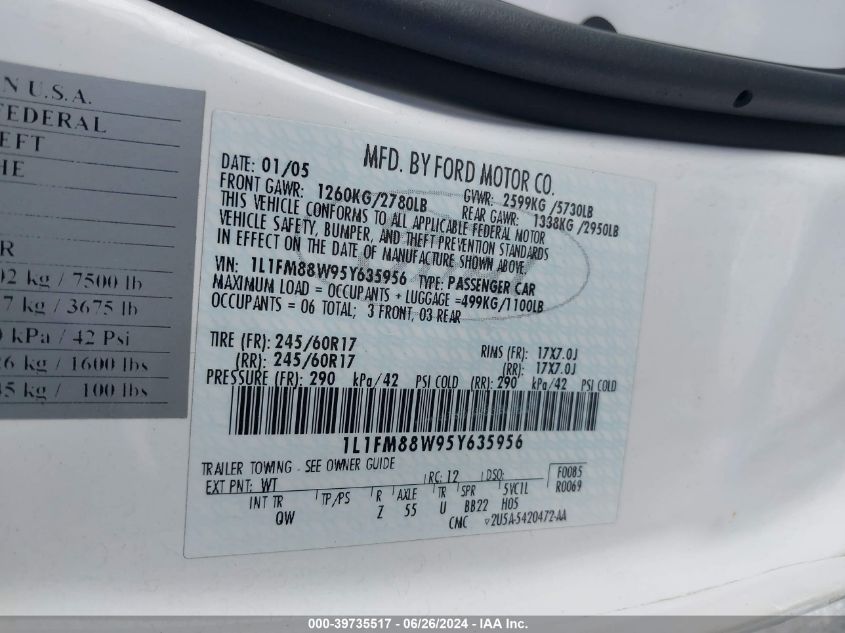 N U.S.A.
FEDERAL
EFT
HE
R
02 kg / 7500 lb
7 kg / 3675 lb
kPa / 42 Psi
26 kg / 1600 lbs
45 kg / 100 lbs
MFD. BY FORD MOTOR CO.
DATE: 01/05 GVWR: 2599KG/5730LB
FRONT GAWR: 1260KG/2780LB REAR GAWR: 1338KG/2950LB
THIS VEHICLE CONFORMS TO ALL APPLICABLE FEDERAL MOTOR
VEHICLE SAFETY, BUMPER, AND THEFT PREVENTION STANDARDS
IN EFFECT ON THE DATE OF MANUFACTURE SHOWN ABOVE.
VIN: 1L1FM88W95Y635956 TYPE: PASSENGER CAR
MAXIMUM LOAD = OCCUPANTS + LUGGAGE =499KG/1100LB
OCCUPANTS = 06 TOTAL; 3 FRONT, 03 REAR
TIRE (FR): 245/60R17 RIMS (FR): 17X7.0J
(RR): 245/60R17 (RR): 17X7.0J
PRESSURE (FR): 290 kPa/42 PSI COLD (RR): 290 kPa/42 PSI COLD
1L1FM88W95Y635956
TRAILER TOWING - SEE OWNER GUIDE
EXT PNT: WT RC: 12 DSO: F0085
R0069
INT TR TP/PS R AXLE TR SPR 5VC1L
OW Z 55 U BB22 H05
CMC ▽2U5A-5420472-AA
000-39735517 - 06/26/2024 - IAA Inc.